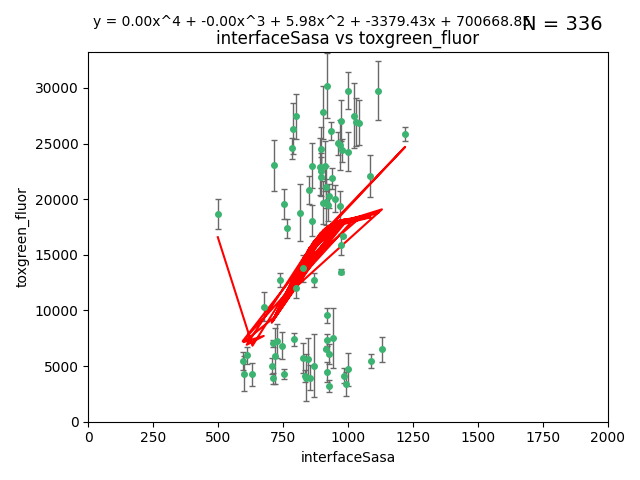 y = 0.00x^4 + -0.00x^3 + 5.98x^2 + -3379.43x + 700668.85
N = 336
interfaceSasa vs toxgreen_fluor
30000
25000
20000
15000
10000
5000
0
toxgreen_fluor
0 250 500 750 1000 1250 1500 1750 2000
interfaceSasa